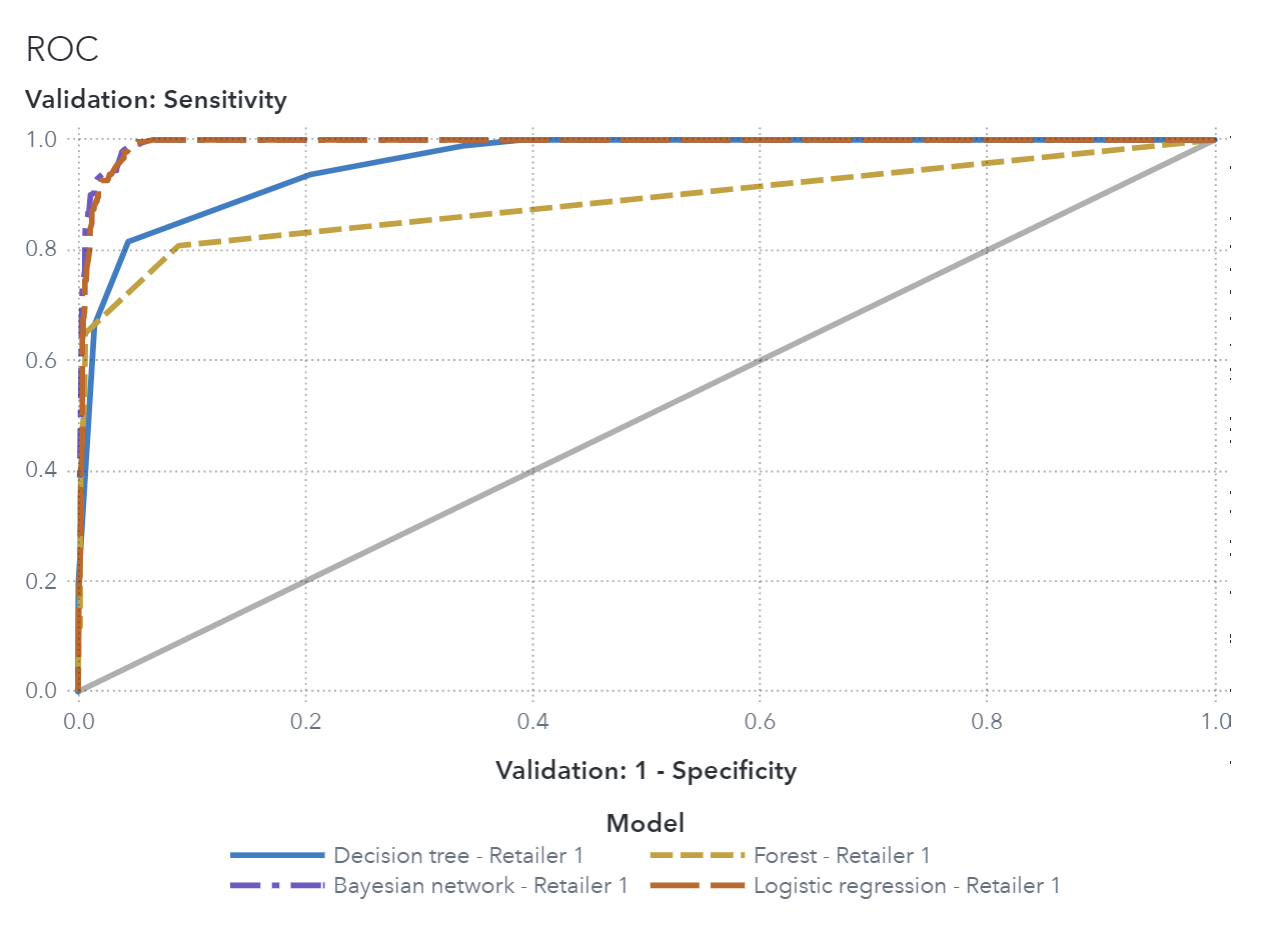 ROC
Validation: Sensitivity
1.0
0.8
0.6
0.4
0.2
0.0
0.0 0.2 0.4 0.6 0.8 1.0
Validation: 1 - Specificity
Model
Decision tree - Retailer 1 Forest - Retailer 1
Bayesian network - Retailer 1 Logistic regression - Retailer 1